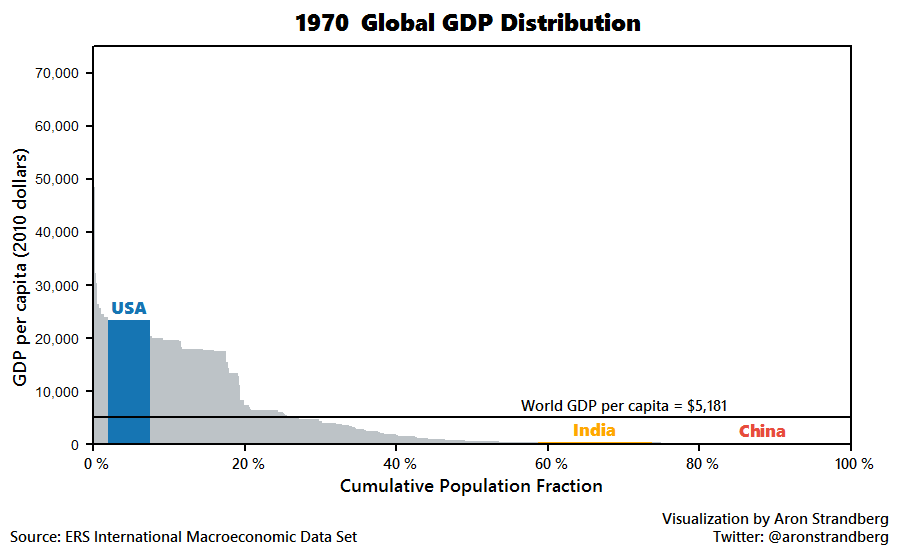 1970  Global GDP Distribution
GDP per capita (2010 dollars)
70,000
60,000
50,000
40,000
30,000
20,000
10,000
0
USA
World GDP per capita = $5,181
India
China
0 %
20 %
40 %
60 %
80 %
100 %
Cumulative Population Fraction
Visualization by Aron Strandberg
Source: ERS International Macroeconomic Data Set
Twitter: @aronstrandberg